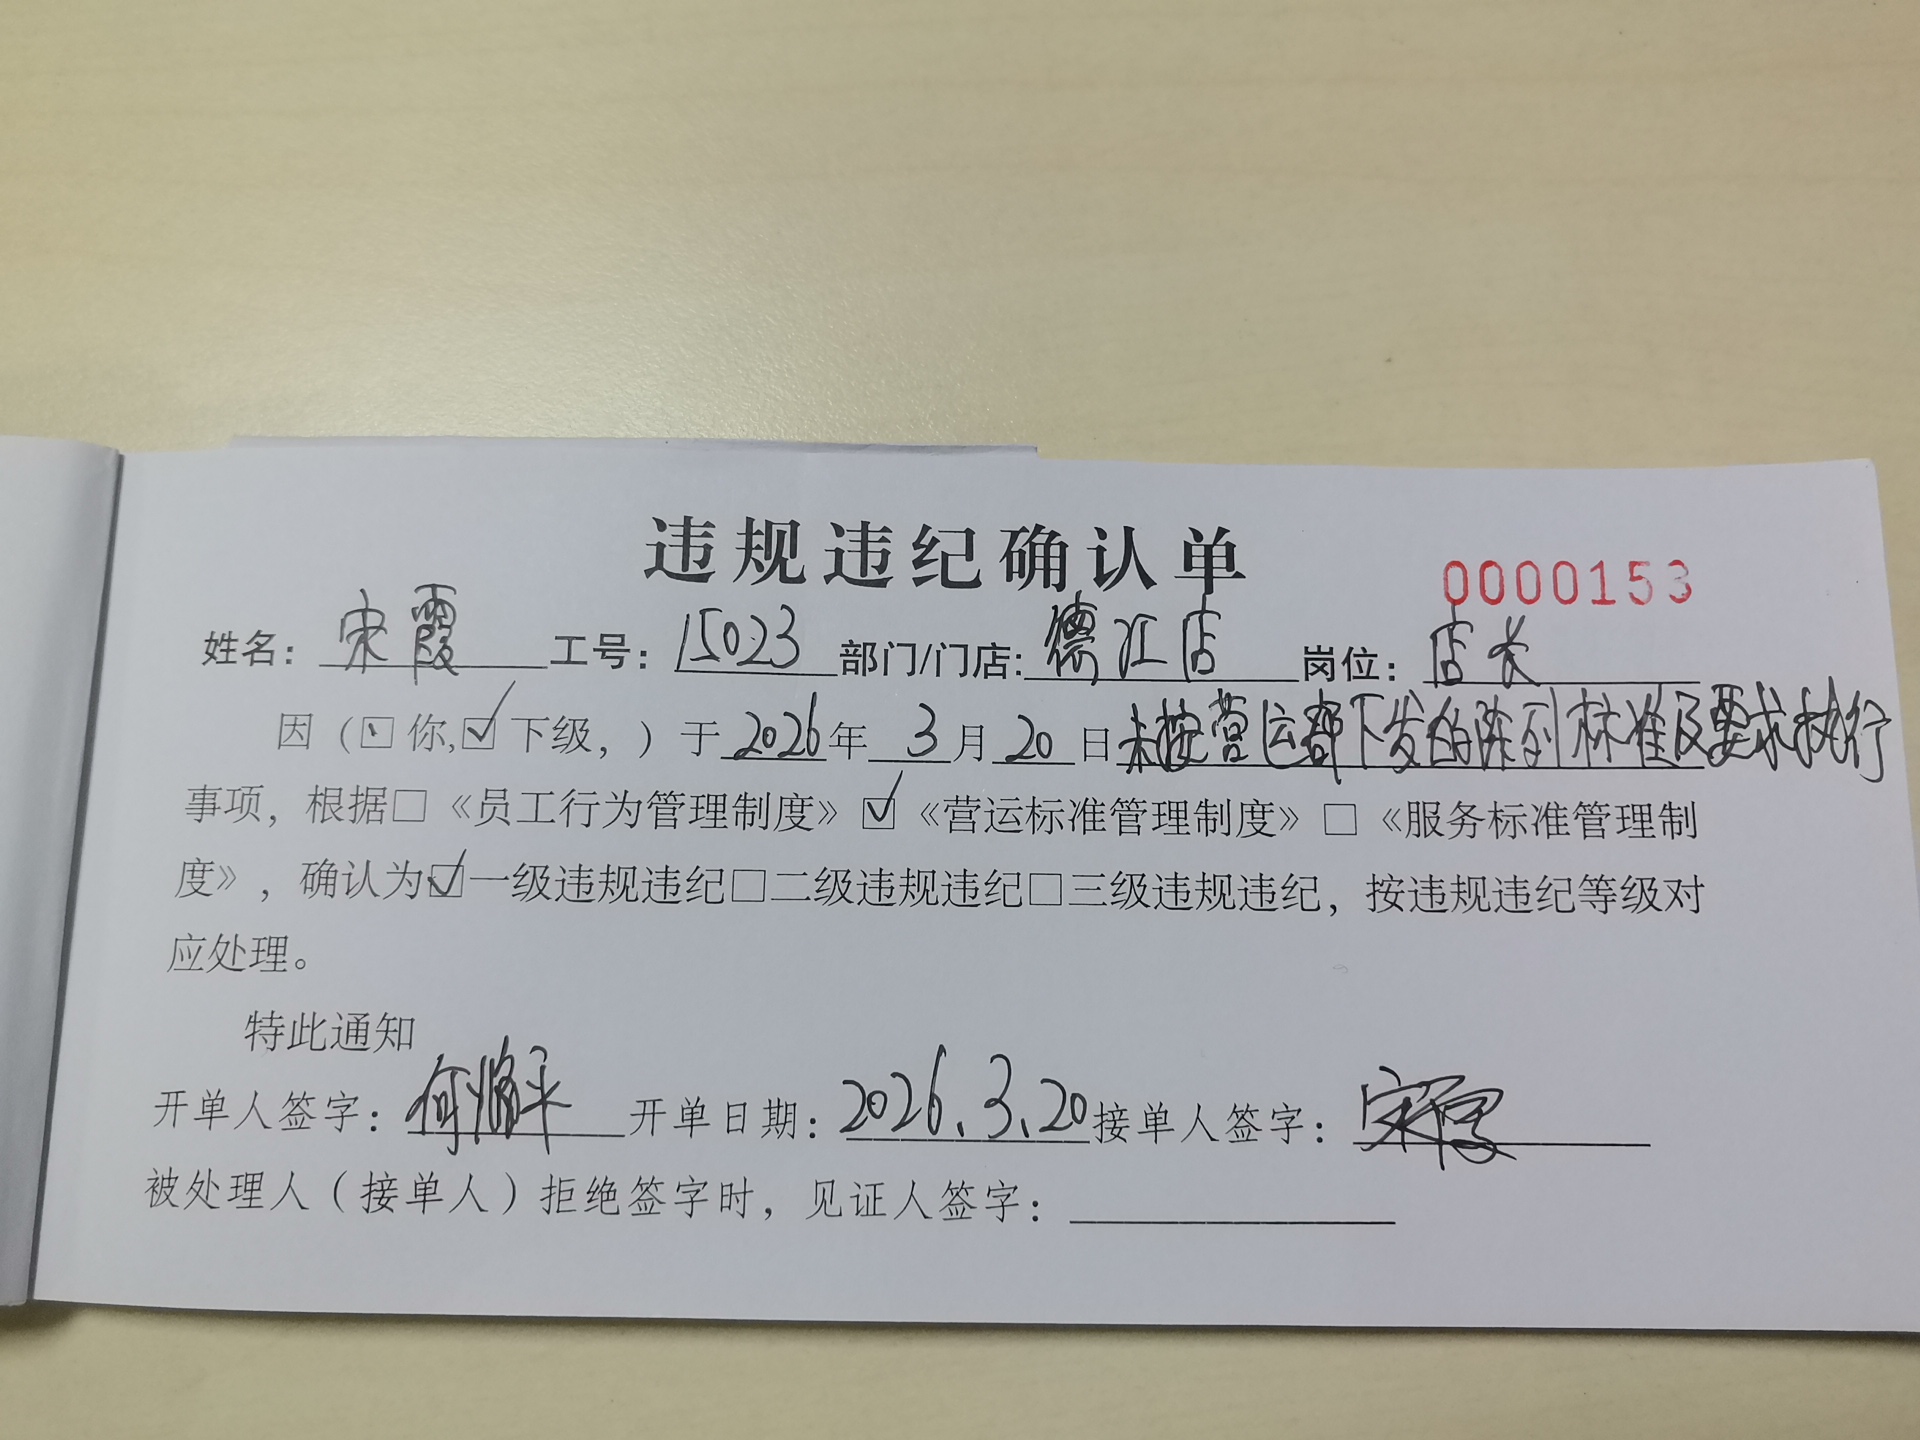 违规违纪确认单
0000153
姓名：宋霞 工号：15023 部门/门店：德江店 岗位：店长
因（☐你,☑下级，）于2026年3月20日未按营运部下发的陈列标准及要求执行
事项，根据☐《员工行为管理制度》☑《营运标准管理制度》☐《服务标准管理制
度》，确认为☑一级违规违纪☐二级违规违纪☐三级违规违纪，按违规违纪等级对
应处理。
特此通知
开单人签字：何 平 开单日期：2026.3.20 接单人签字：宋霞
被处理人（接单人）拒绝签字时，见证人签字：